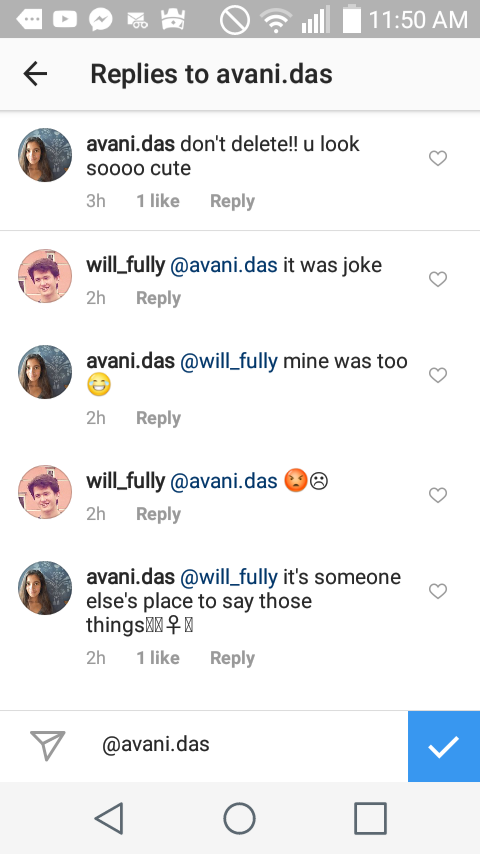 11:50 AM
Replies to avani.das
avani.das don't delete!! u look
soooo cute
3h 1 like Reply
will_fully @avani.das it was joke
2h Reply
avani.das @will_fully mine was too
😂
2h Reply
will_fully @avani.das 😡☹
2h Reply
avani.das @will_fully it's someone
else's place to say those
things▯▯♀▯
2h 1 like Reply
@avani.das